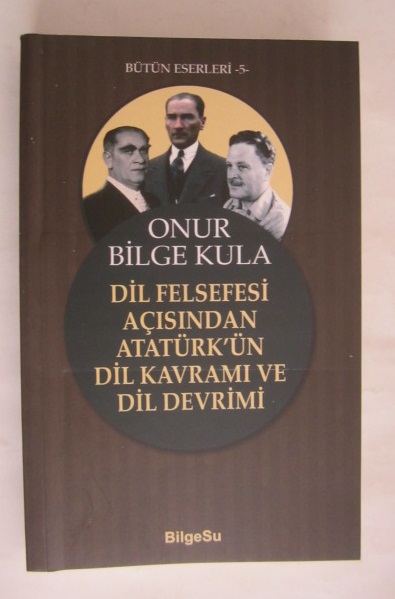 BÜTÜN ESERLERİ -5-
ONUR
BİLGE KULA
DİL FELSEFESİ
AÇISINDAN
ATATÜRK'ÜN
DİL KAVRAMI VE
DİL DEVRİMİ
BilgeSu